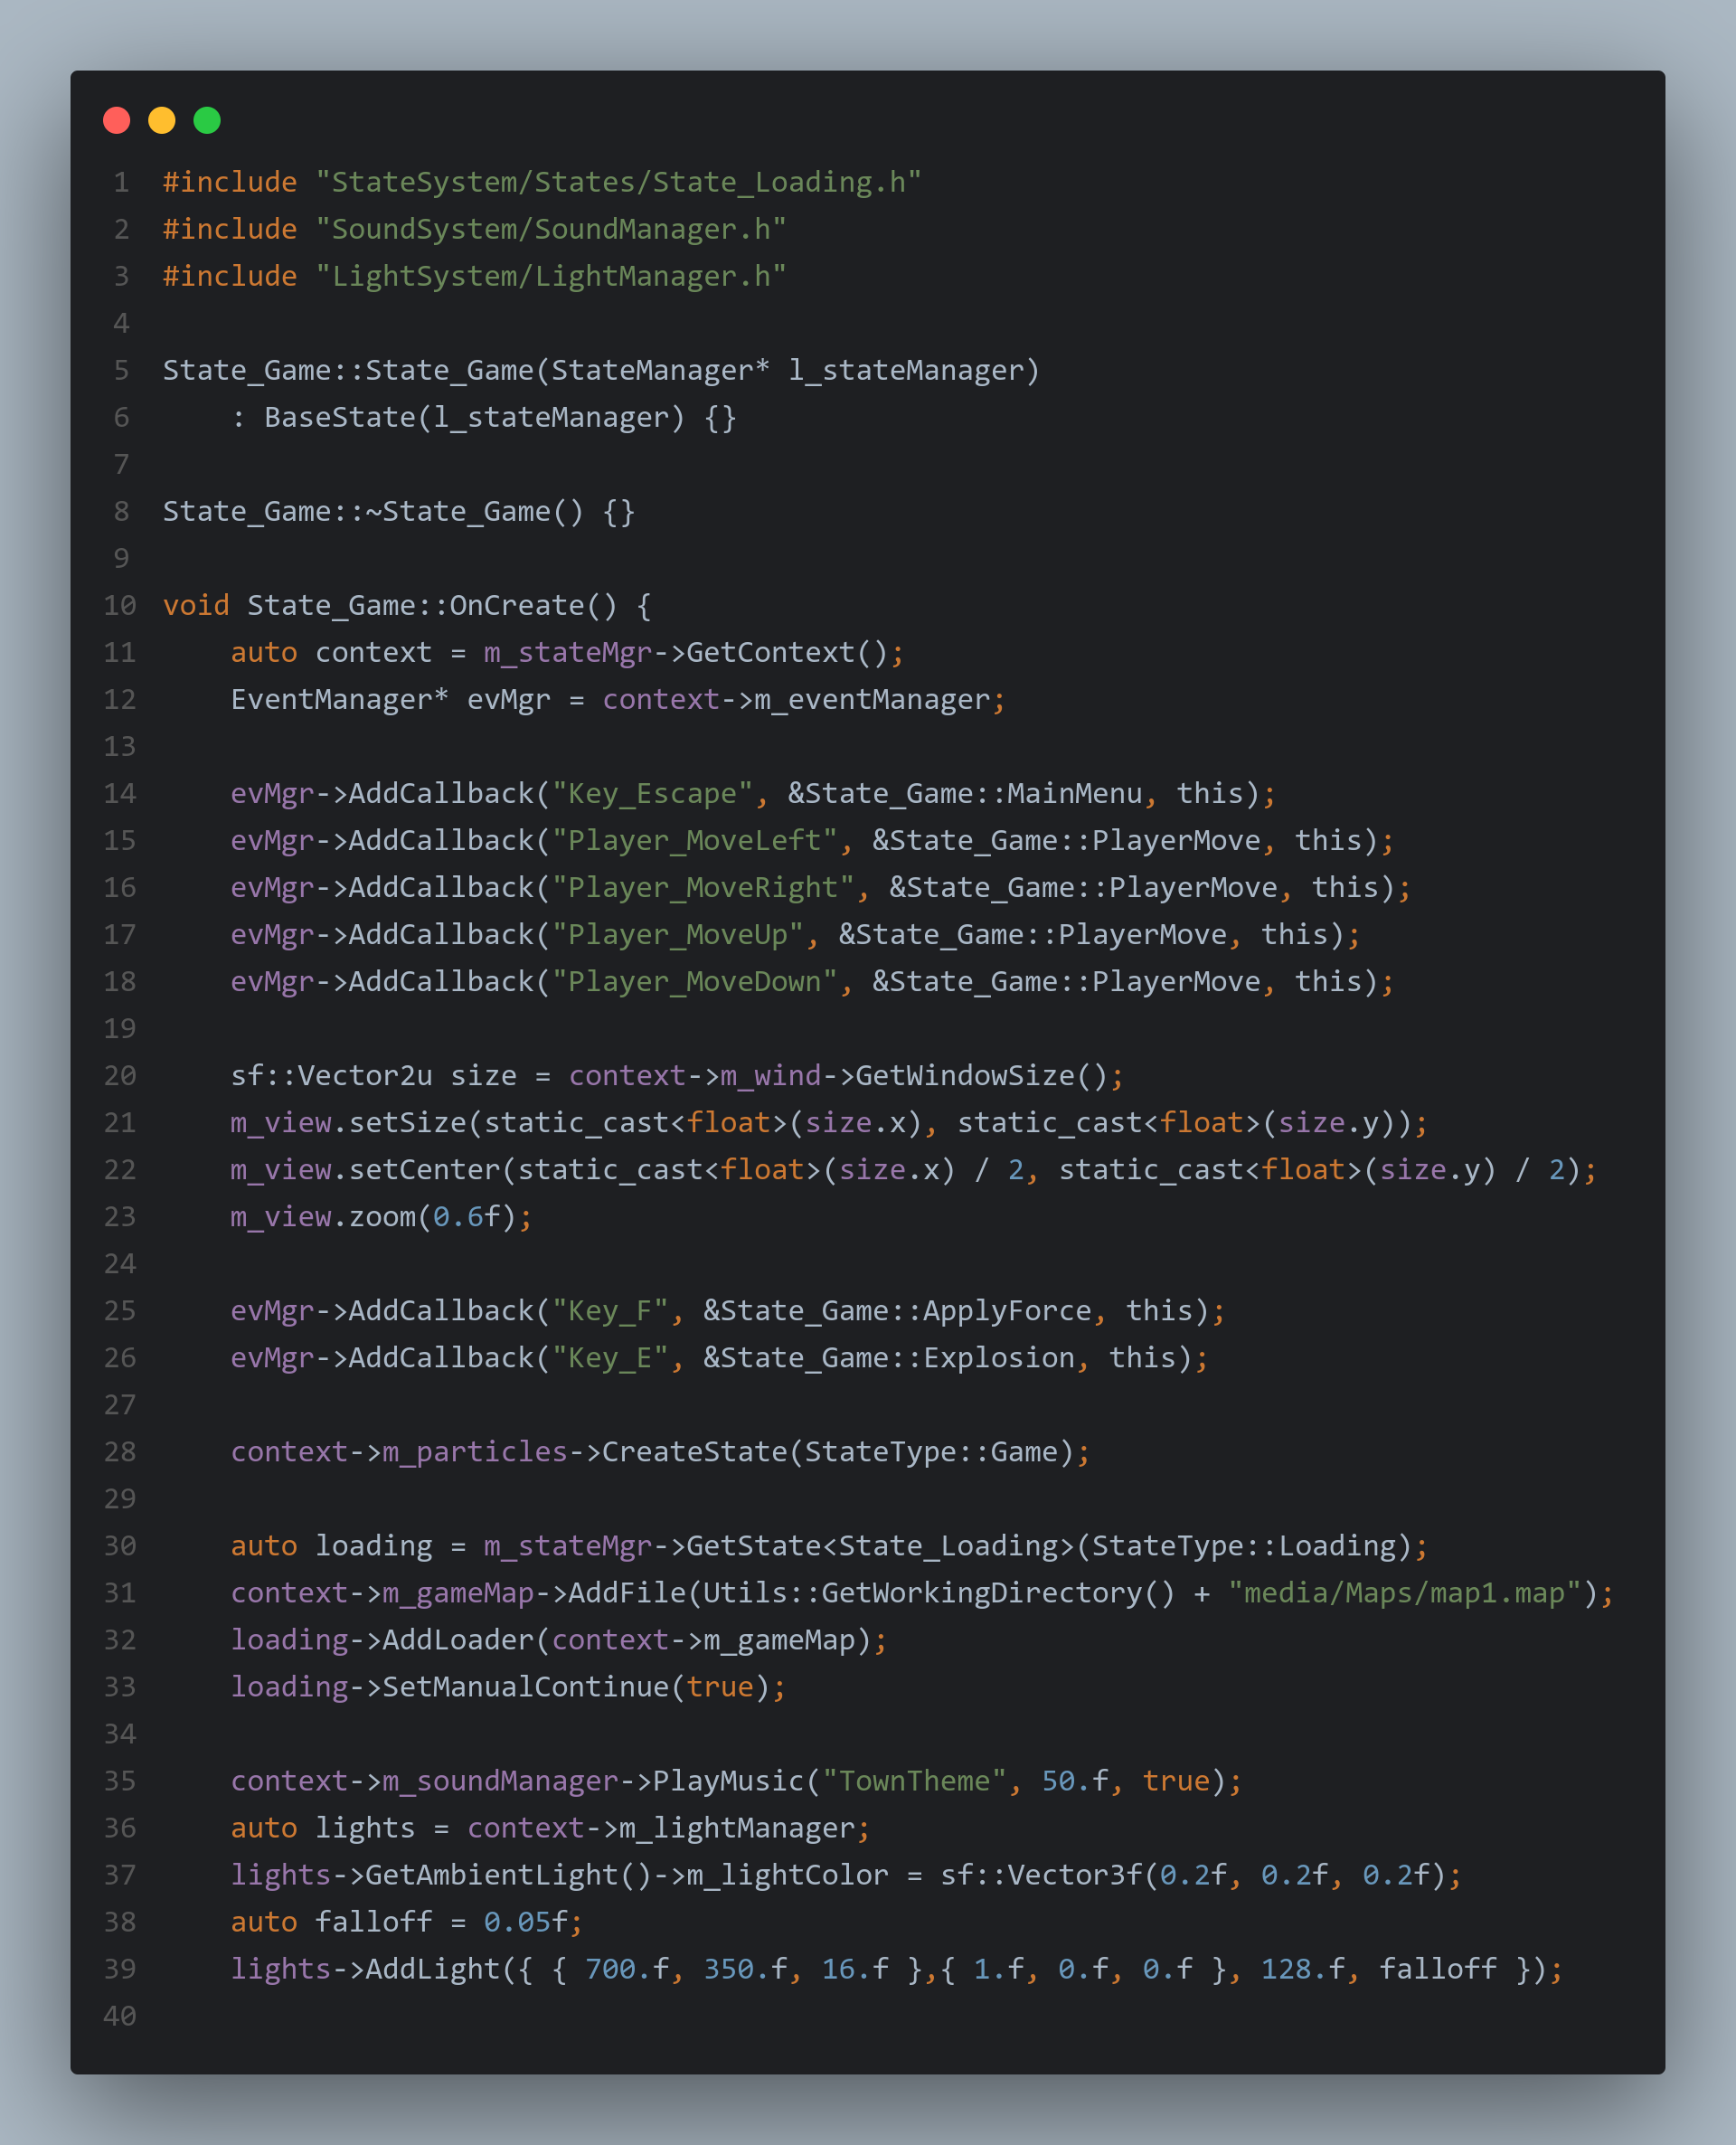 1 #include "StateSystem/States/State_Loading.h"
2 #include "SoundSystem/SoundManager.h"
3 #include "LightSystem/LightManager.h"
4
5 State_Game::State_Game(StateManager* l_stateManager)
6     : BaseState(l_stateManager) {}
7
8 State_Game::~State_Game() {}
9
10 void State_Game::OnCreate() {
11     auto context = m_stateMgr->GetContext();
12     EventManager* evMgr = context->m_eventManager;
13
14     evMgr->AddCallback("Key_Escape", &State_Game::MainMenu, this);
15     evMgr->AddCallback("Player_MoveLeft", &State_Game::PlayerMove, this);
16     evMgr->AddCallback("Player_MoveRight", &State_Game::PlayerMove, this);
17     evMgr->AddCallback("Player_MoveUp", &State_Game::PlayerMove, this);
18     evMgr->AddCallback("Player_MoveDown", &State_Game::PlayerMove, this);
19
20     sf::Vector2u size = context->m_wind->GetWindowSize();
21     m_view.setSize(static_cast<float>(size.x), static_cast<float>(size.y));
22     m_view.setCenter(static_cast<float>(size.x) / 2, static_cast<float>(size.y) / 2);
23     m_view.zoom(0.6f);
24
25     evMgr->AddCallback("Key_F", &State_Game::ApplyForce, this);
26     evMgr->AddCallback("Key_E", &State_Game::Explosion, this);
27
28     context->m_particles->CreateState(StateType::Game);
29
30     auto loading = m_stateMgr->GetState<State_Loading>(StateType::Loading);
31     context->m_gameMap->AddFile(Utils::GetWorkingDirectory() + "media/Maps/map1.map");
32     loading->AddLoader(context->m_gameMap);
33     loading->SetManualContinue(true);
34
35     context->m_soundManager->PlayMusic("TownTheme", 50.f, true);
36     auto lights = context->m_lightManager;
37     lights->GetAmbientLight()->m_lightColor = sf::Vector3f(0.2f, 0.2f, 0.2f);
38     auto falloff = 0.05f;
39     lights->AddLight({ { 700.f, 350.f, 16.f },{ 1.f, 0.f, 0.f }, 128.f, falloff });
40